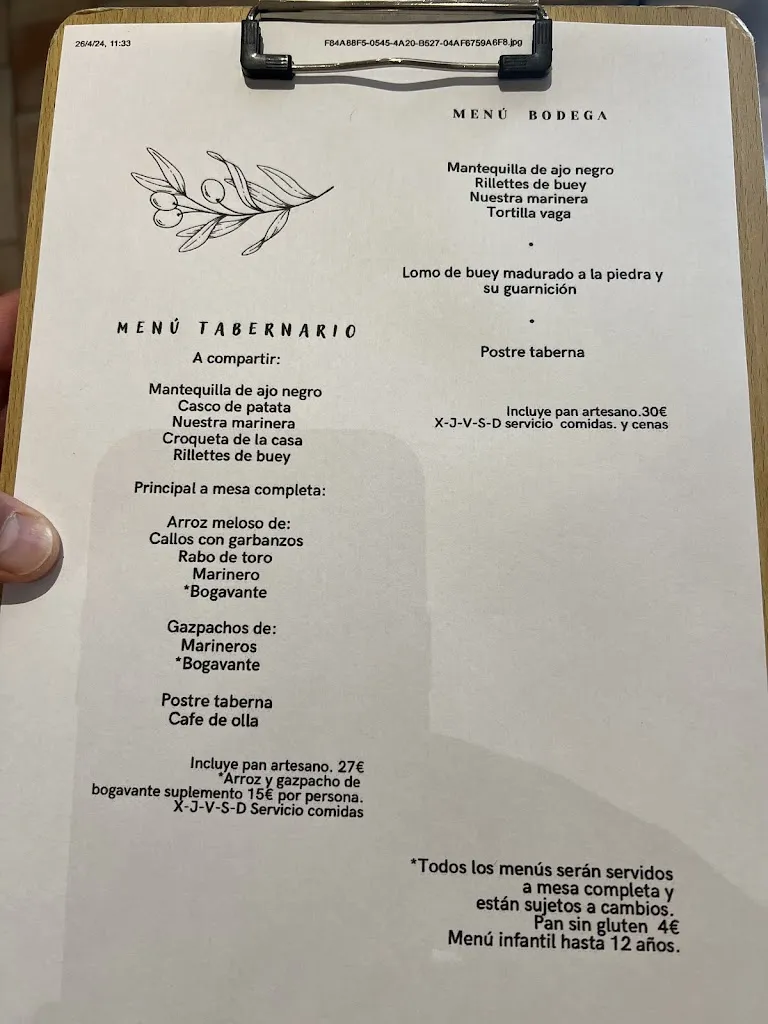 26/4/24, 11:33
F84A88F5-0545-4A20-B527-04AF6759A6F8.jpg
MENÚ TABERNARIO
A compartir:
Mantequilla de ajo negro
Casco de patata
Nuestra marinera
Croqueta de la casa
Rillettes de buey
Principal a mesa completa:
Arroz meloso de:
Callos con garbanzos
Rabo de toro
Marinero
*Bogavante
Gazpachos de:
Marineros
*Bogavante
Postre taberna
Cafe de olla
Incluye pan artesano. 27€
*Arroz y gazpacho de
bogavante suplemento 15€ por persona.
X-J-V-S-D Servicio comidas
MENÚ BODEGA
Mantequilla de ajo negro
Rillettes de buey
Nuestra marinera
Tortilla vaga
•
Lomo de buey madurado a la piedra y
su guarnición
•
Postre taberna
Incluye pan artesano.30€
X-J-V-S-D servicio comidas. y cenas
*Todos los menús serán servidos
a mesa completa y
están sujetos a cambios.
Pan sin gluten 4€
Menú infantil hasta 12 años.